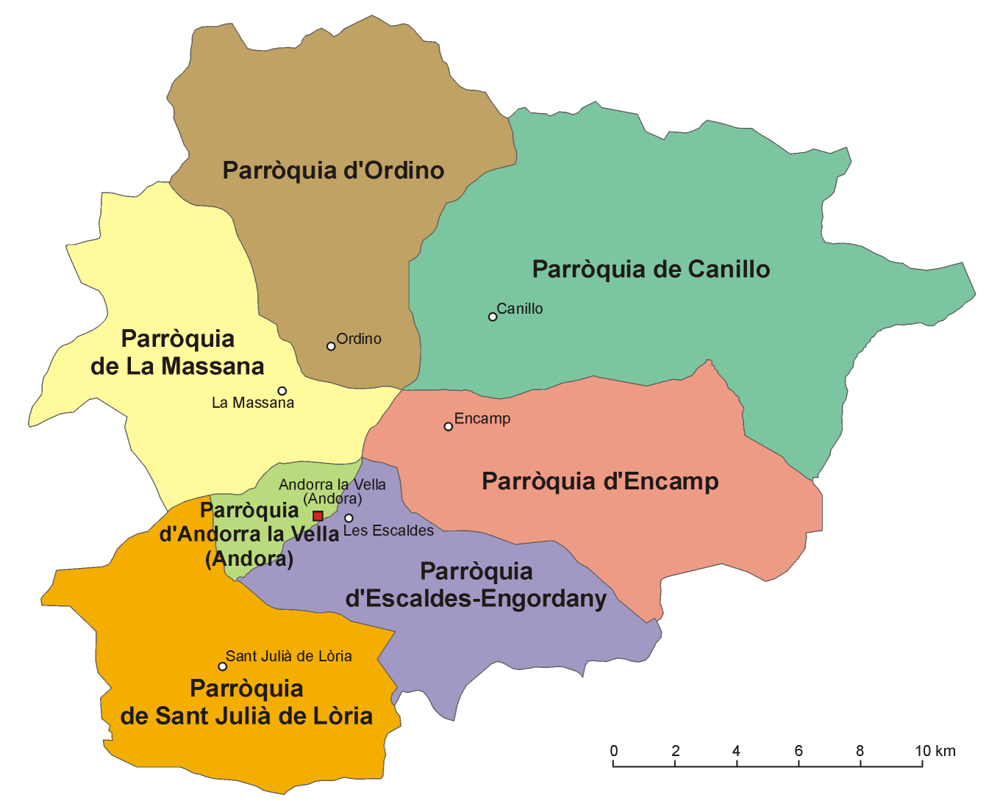 Parròquia d'Ordino
Parròquia de Canillo
Canillo
Ordino
Parròquia
de La Massana
La Massana
Encamp
Parròquia d'Encamp
Andorra la Vella
(Andora)
Parròquia
d'Andorra la Vella
(Andora)
Les Escaldes
Parròquia
d'Escaldes-Engordany
Sant Julià de Lòria
Parròquia
de Sant Julià de Lòria
0 2 4 6 8 10 km